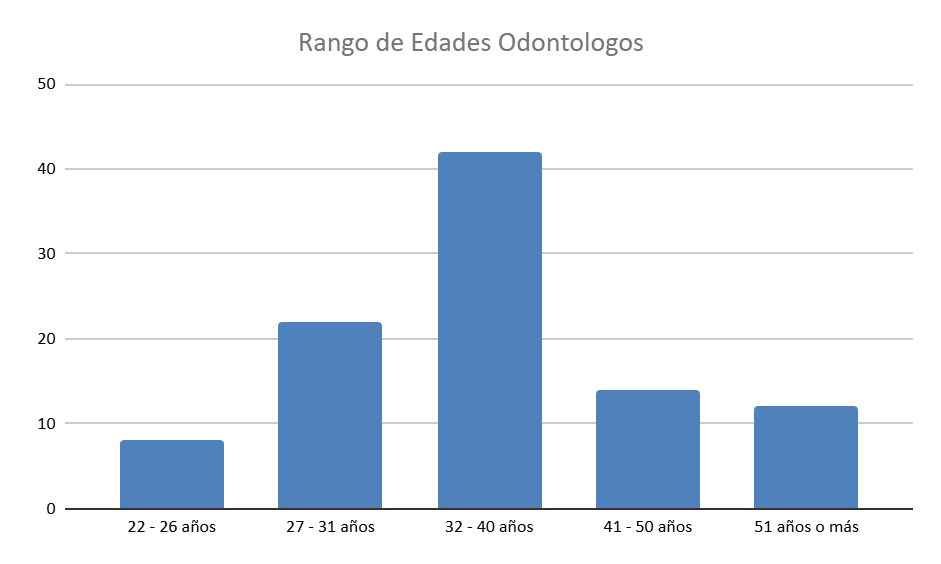 Rango de Edades Odontologos
50
40
30
20
10
0
22 - 26 años
27 - 31 años
32 - 40 años
41 - 50 años
51 años o más